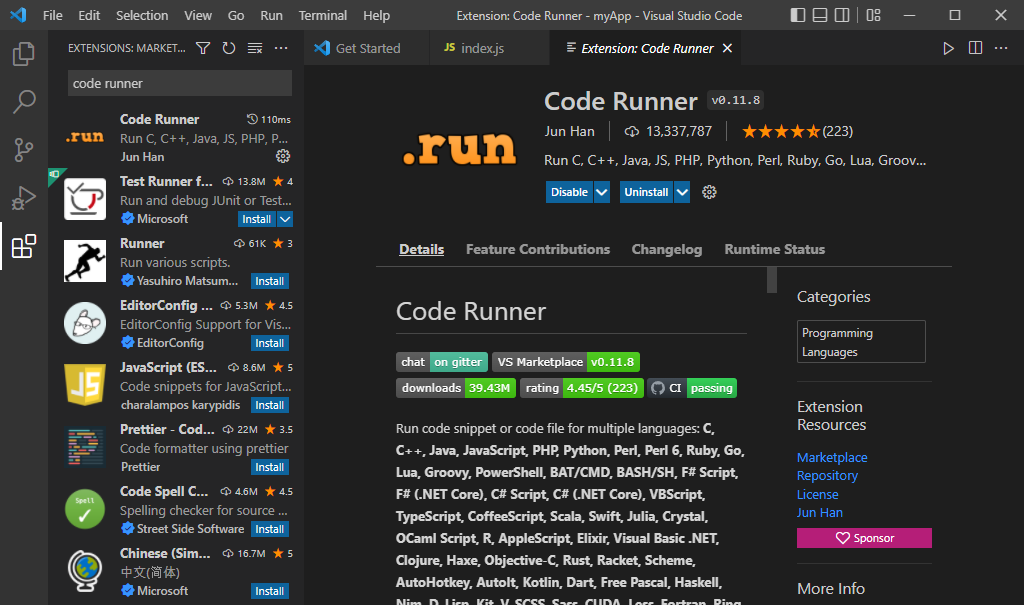 File Edit Selection View Go Run Terminal Help
Extension: Code Runner - myApp - Visual Studio Code
EXTENSIONS: MARKET...
code runner
.run
Code Runner 110ms
Run C, C++, Java, JS, PHP, P...
Jun Han
Test Runner f... 13.8M 4
Run and debug JUnit or Test...
Microsoft Install
Runner 61K 3
Run various scripts.
Yasuhiro Matsum... Install
EditorConfig ... 5.3M 4.5
EditorConfig Support for Vis...
EditorConfig Install
JS
JavaScript (ES... 8.6M 5
Code snippets for JavaScript...
charalampos karypidis Install
Prettier - Cod... 22M 3.5
Code formatter using prettier
Prettier Install
Spell
Code Spell C... 4.6M 4.5
Spelling checker for source ...
Street Side Software Install
Chinese (Sim... 16.7M 5
中文(简体)
Microsoft Install
Get Started
JS index.js
Extension: Code Runner
.run
Code Runner v0.11.8
Jun Han 13,337,787 (223)
Run C, C++, Java, JS, PHP, Python, Perl, Ruby, Go, Lua, Groov...
Disable Uninstall
Details Feature Contributions Changelog Runtime Status
Code Runner
chat on gitter VS Marketplace v0.11.8
downloads 39.43M rating 4.45/5 (223) CI passing
Run code snippet or code file for multiple languages: C,
C++, Java, JavaScript, PHP, Python, Perl, Perl 6, Ruby, Go,
Lua, Groovy, PowerShell, BAT/CMD, BASH/SH, F# Script,
F# (.NET Core), C# Script, C# (.NET Core), VBScript,
TypeScript, CoffeeScript, Scala, Swift, Julia, Crystal,
OCaml Script, R, AppleScript, Elixir, Visual Basic .NET,
Clojure, Haxe, Objective-C, Rust, Racket, Scheme,
AutoHotkey, AutoIt, Kotlin, Dart, Free Pascal, Haskell,
Nim, D, Lisp, Kit, V, SCSS, Sass, CUDA, Less, Fortran, Ring
Categories
Programming
Languages
Extension
Resources
Marketplace
Repository
License
Jun Han
Sponsor
More Info